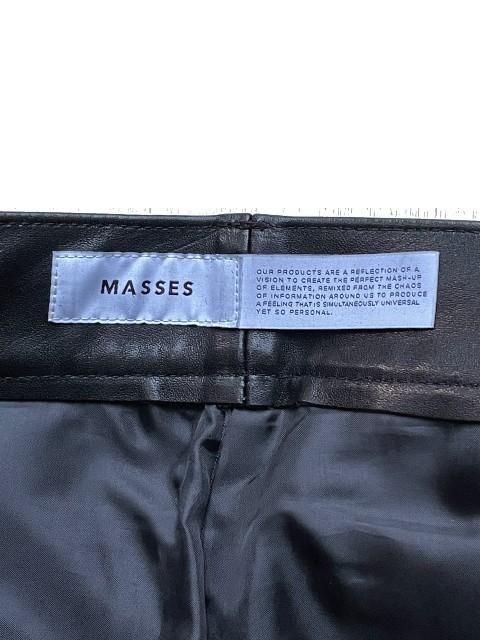 MASSES
OUR PRODUCTS ARE A REFLECTION OF A
VISION TO CREATE THE PERFECT MASH-UP
OF ELEMENTS, REMIXED FROM THE CHAOS
OF INFORMATION AROUND US TO PRODUCE
A FEELING THAT IS SIMULTANEOUSLY UNIVERSAL
YET SO PERSONAL.